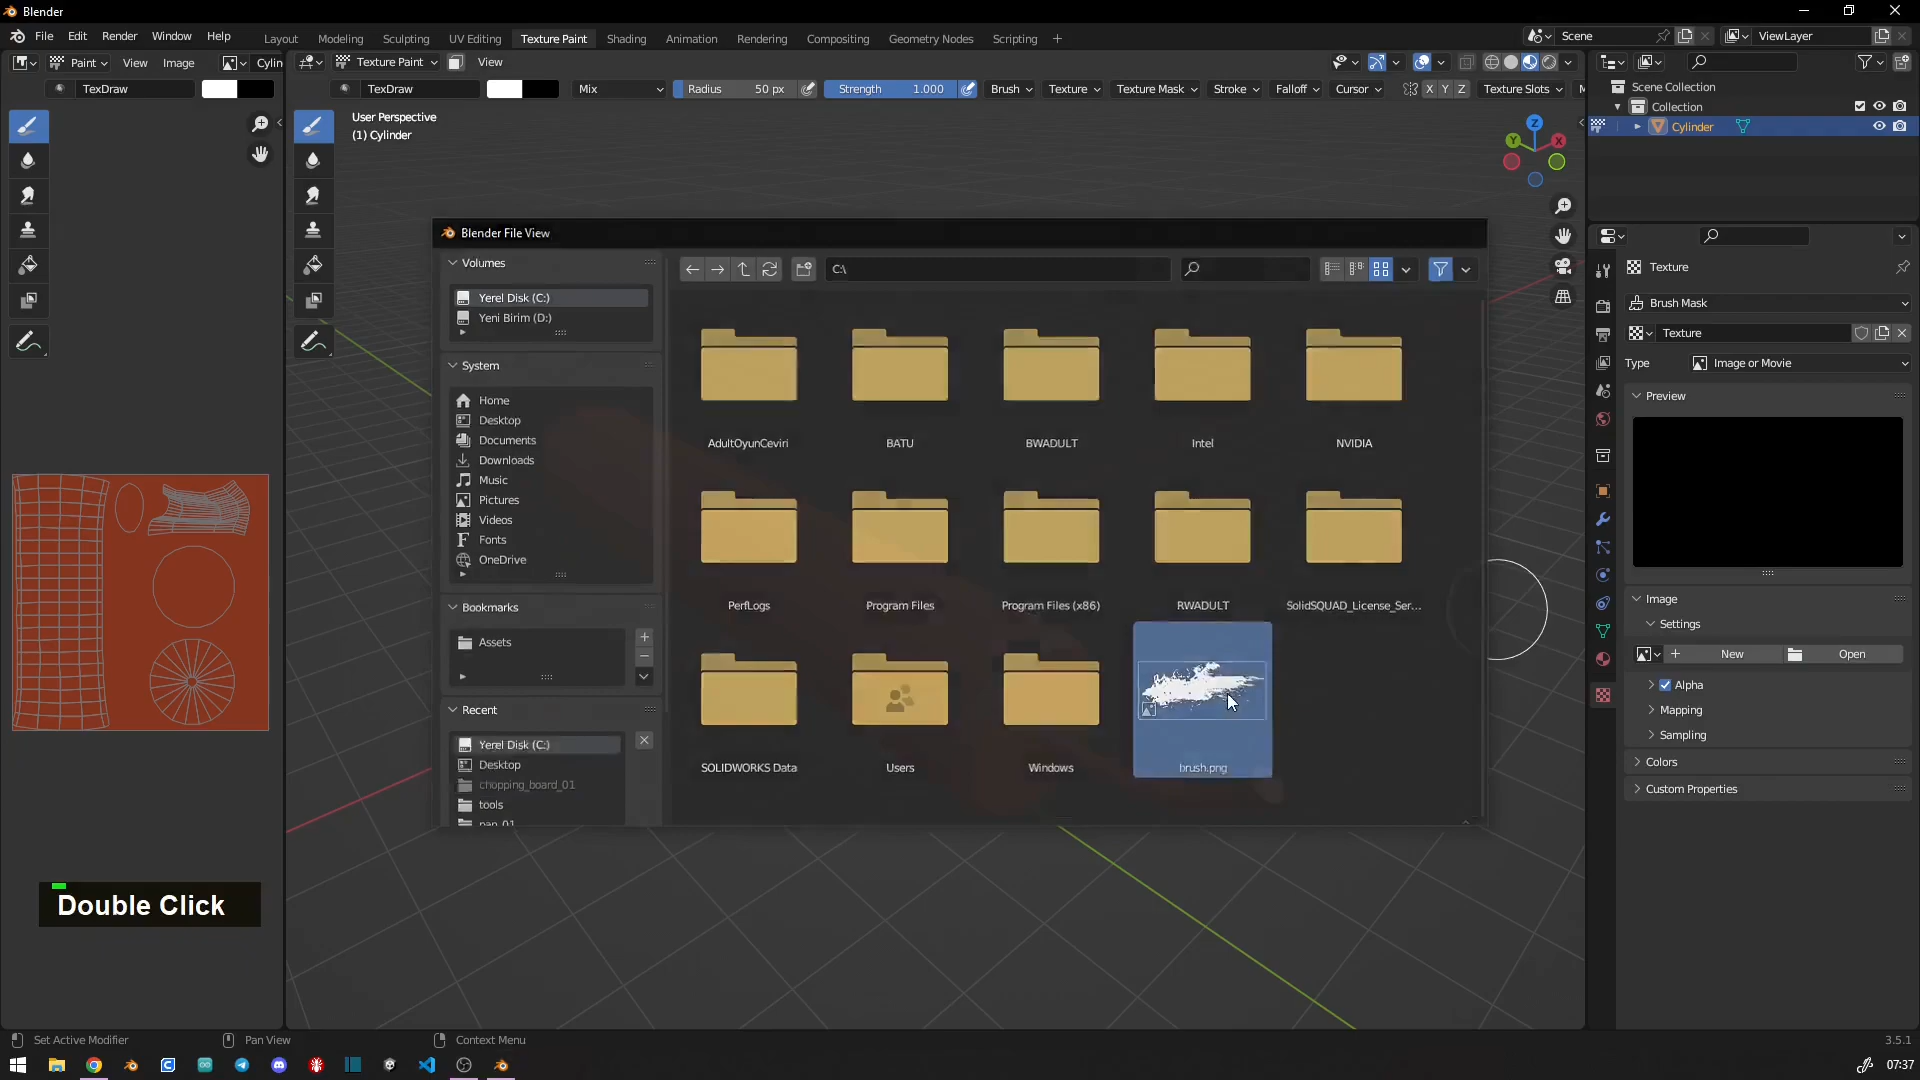 Blender
File Edit Render Window Help
Layout Modeling Sculpting UV Editing Texture Paint Shading Animation Rendering Compositing Geometry Nodes Scripting +
Scene
ViewLayer
Paint View Image Cylin
Texture Paint View
TexDraw
TexDraw
Mix
Radius 50 px
Strength 1.000
Brush Texture Texture Mask Stroke Falloff Cursor X Y Z Texture Slots
User Perspective
(1) Cylinder
Z
Y
X
Scene Collection
Collection
Cylinder
Blender File View
Volumes
Yerel Disk (C:)
Yeni Birim (D:)
System
Home
Desktop
Documents
Downloads
Music
Pictures
Videos
Fonts
OneDrive
Bookmarks
Assets
Recent
Yerel Disk (C:)
Desktop
chopping_board_01
tools
pan_01
C:\
AdultOyunCeviri
BATU
BWADULT
Intel
NVIDIA
PerfLogs
Program Files
Program Files (x86)
RWADULT
SolidSQUAD_License_Ser...
SOLIDWORKS Data
Users
Windows
brush.png
Texture
Brush Mask
Texture
Type Image or Movie
Preview
Image
Settings
New
Open
Alpha
Mapping
Sampling
Colors
Custom Properties
Double Click
Set Active Modifier
Pan View
Context Menu
3.5.1
07:37